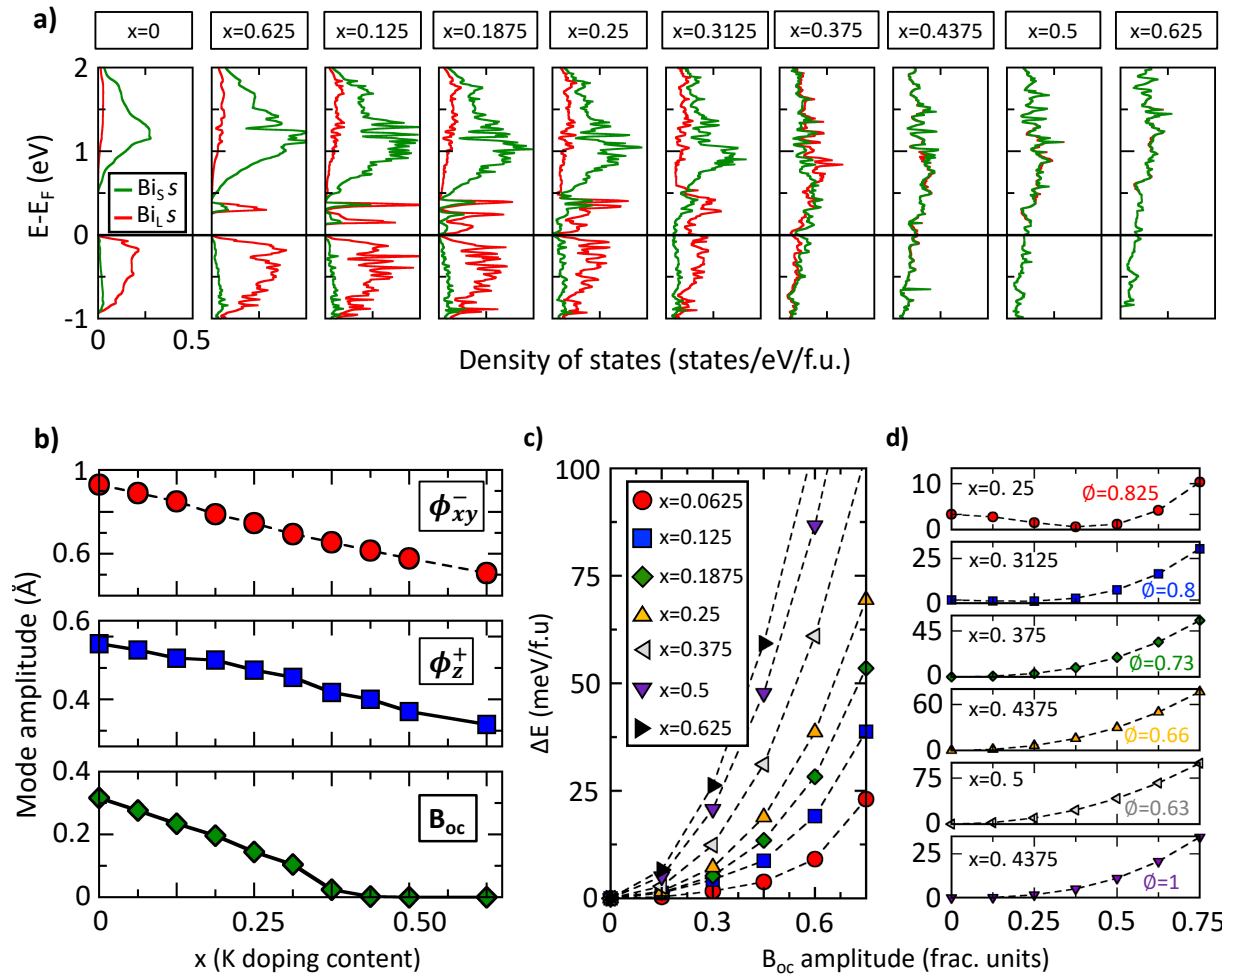 a)
x=0 x=0.625 x=0.125 x=0.1875 x=0.25 x=0.3125 x=0.375 x=0.4375 x=0.5 x=0.625
2
1
0
-1
E-E_F (eV)
Bi_S s
Bi_L s
0 0.5
Density of states (states/eV/f.u.)
b)
1
0.6
ϕ_xy^-
0.6
0.4
ϕ_z^+
0.4
0.2
0
B_oc
Mode amplitude (Å)
0 0.25 0.50
x (K doping content)
c)
100
75
50
25
0
ΔE (meV/f.u)
x=0.0625
x=0.125
x=0.1875
x=0.25
x=0.375
x=0.5
x=0.625
0 0.3 0.6
d)
10
0
x=0. 25
Ø=0.825
25
0
x=0. 3125
Ø=0.8
45
0
x=0. 375
Ø=0.73
60
0
x=0. 4375
Ø=0.66
75
0
x=0. 5
Ø=0.63
25
0
x=0. 4375
Ø=1
0 0.25 0.5 0.75
B_oc amplitude (frac. units)